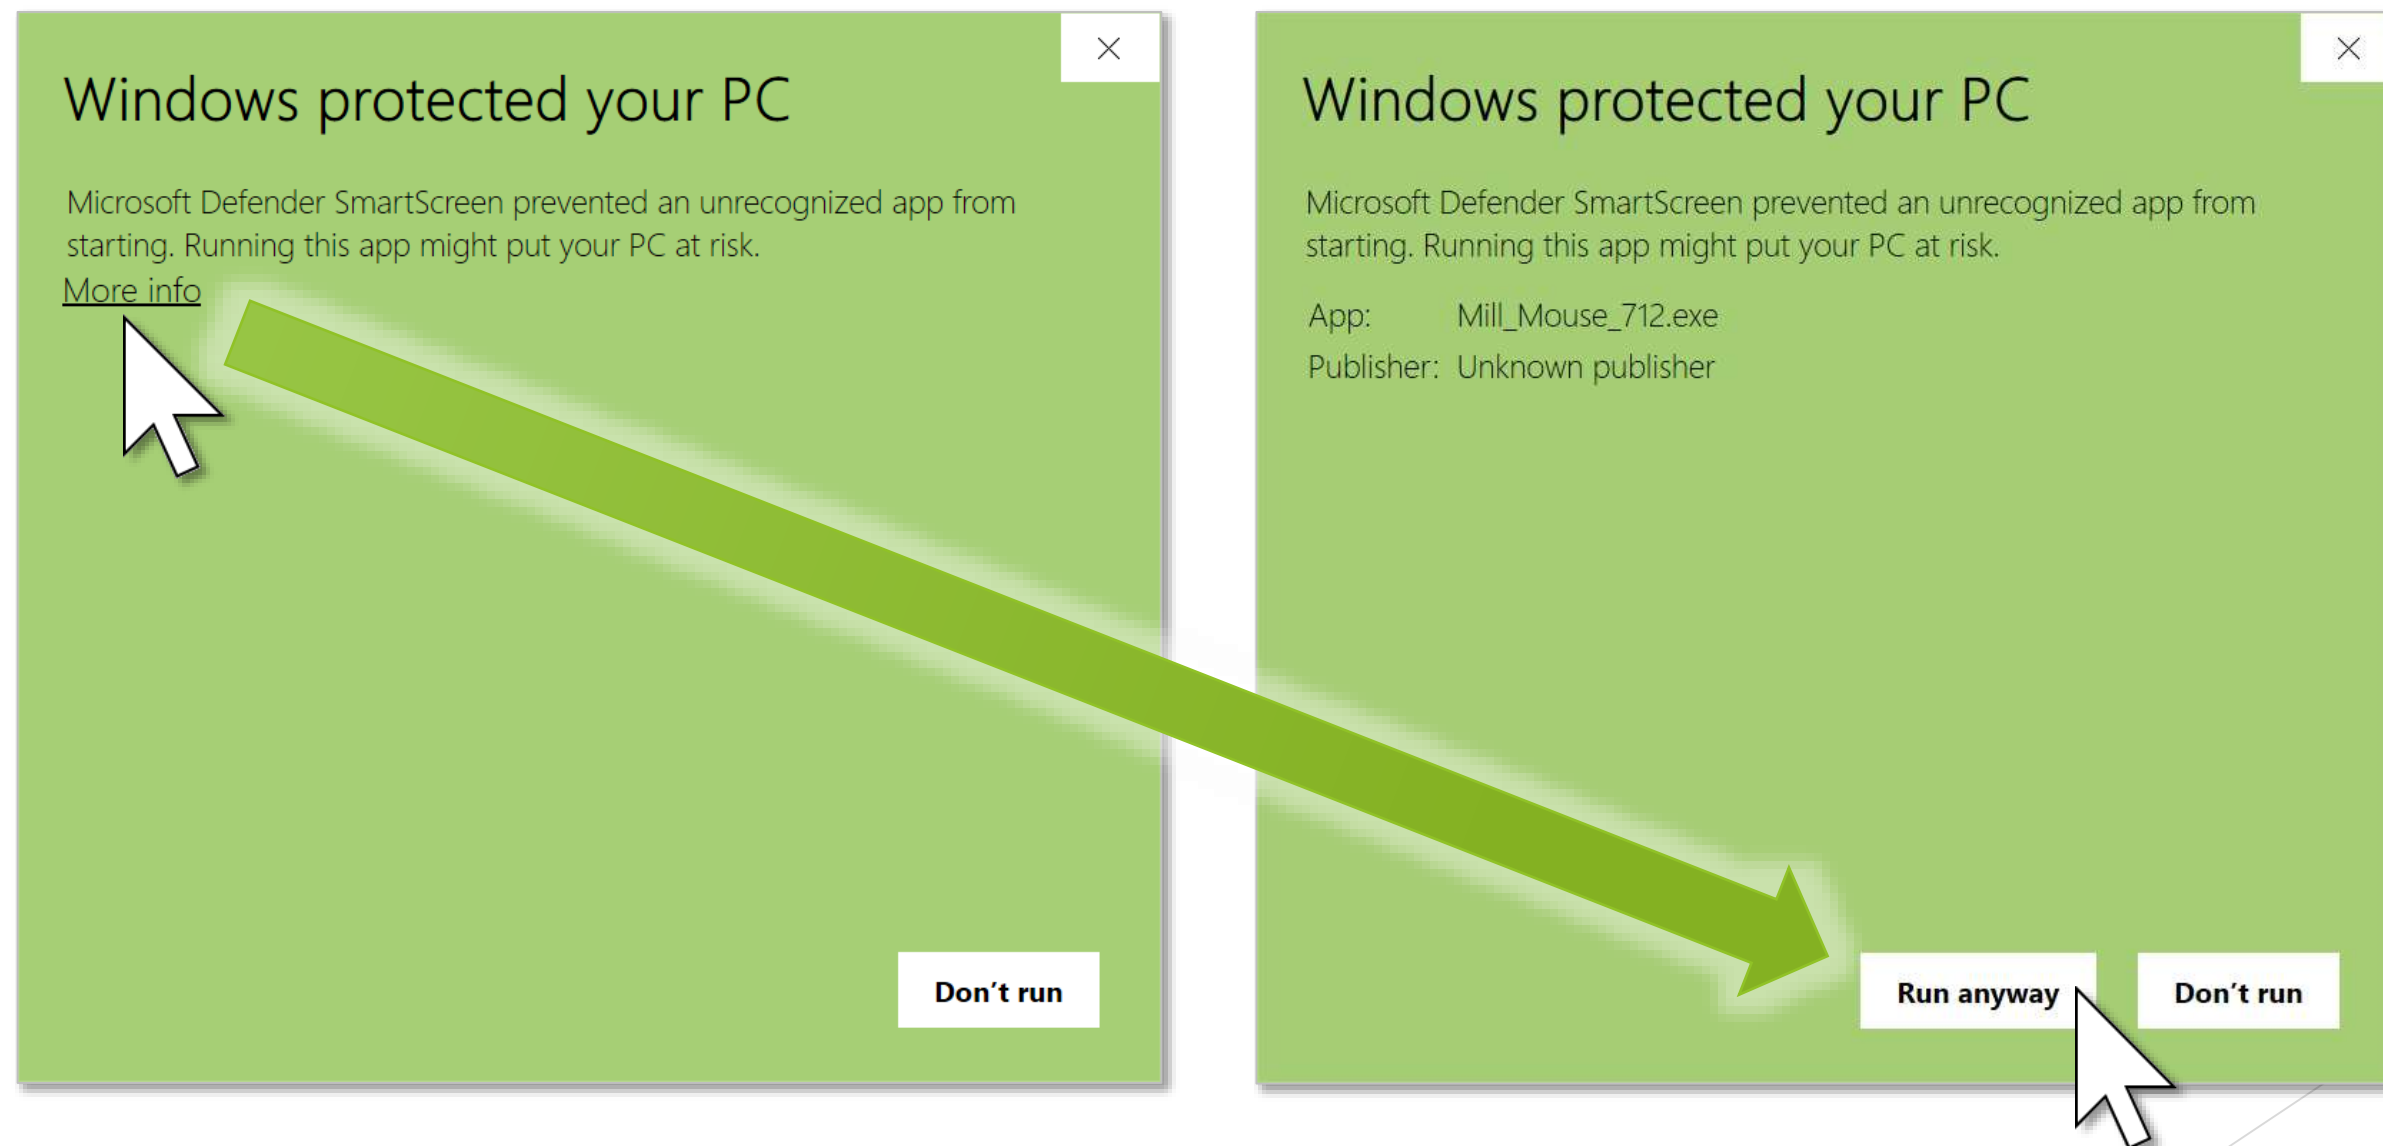 Windows protected your PC
Microsoft Defender SmartScreen prevented an unrecognized app from
starting. Running this app might put your PC at risk.
More info
Don't run
Windows protected your PC
Microsoft Defender SmartScreen prevented an unrecognized app from
starting. Running this app might put your PC at risk.
App: Mill_Mouse_712.exe
Publisher: Unknown publisher
Run anyway Don't run